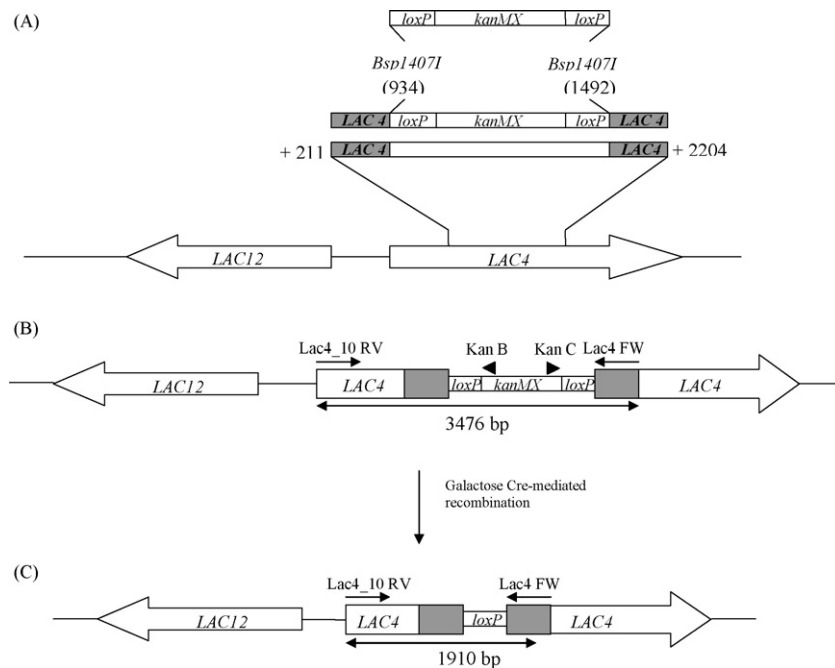 (A)
loxP kanMX loxP
Bsp1407I Bsp1407I
(934) (1492)
LAC 4 loxP kanMX loxP LAC 4
+ 211 LAC 4 LAC4 + 2204
LAC12 LAC4
(B)
Lac4_10 RV Kan B Kan C Lac4 FW
LAC12 LAC4 loxP kanMX loxP LAC4
3476 bp
Galactose Cre-mediated
recombination
(C)
Lac4_10 RV Lac4 FW
LAC12 LAC4 loxP LAC4
1910 bp